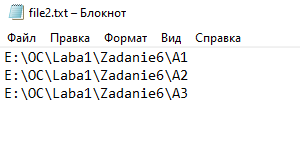 file2.txt – Блокнот
Файл Правка Формат Вид Справка
E:\OC\Laba1\Zadanie6\A1
E:\OC\Laba1\Zadanie6\A2
E:\OC\Laba1\Zadanie6\A3